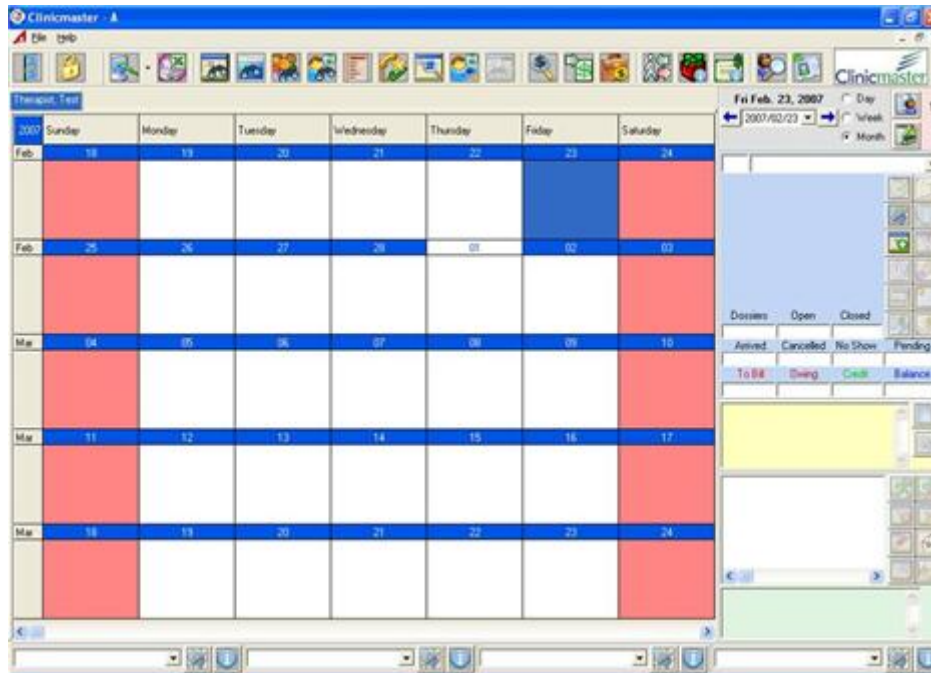 Clinicmaster - A
File Help
Clinicmaster
Therapist, Test
Fri Feb. 23, 2007 Day
2007/02/23 Week
Month
2007 Sunday Monday Tuesday Wednesday Thursday Friday Saturday
Feb 18 19 20 21 22 23 24
Feb 25 26 27 28 01 02 03
Mar 04 05 06 07 08 09 10
Mar 11 12 13 14 15 16 17
Mar 18 19 20 21 22 23 24
Dossiers Open Closed
Arrived Cancelled No Show Pending
To Bill Owing Credit Balance